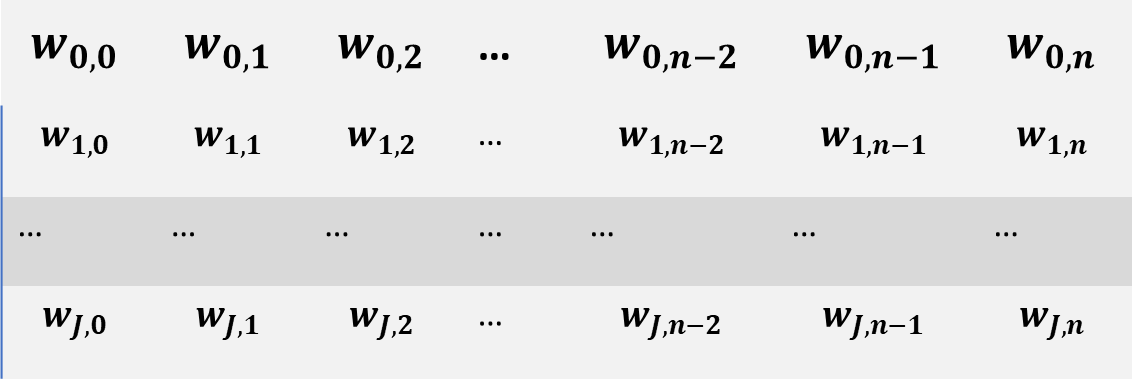 w0,0 w0,1 w0,2 ... w0,n−2 w0,n−1 w0,n
w1,0 w1,1 w1,2 ... w1,n−2 w1,n−1 w1,n
... ... ... ... ... ... ...
wJ,0 wJ,1 wJ,2 ... wJ,n−2 wJ,n−1 wJ,n